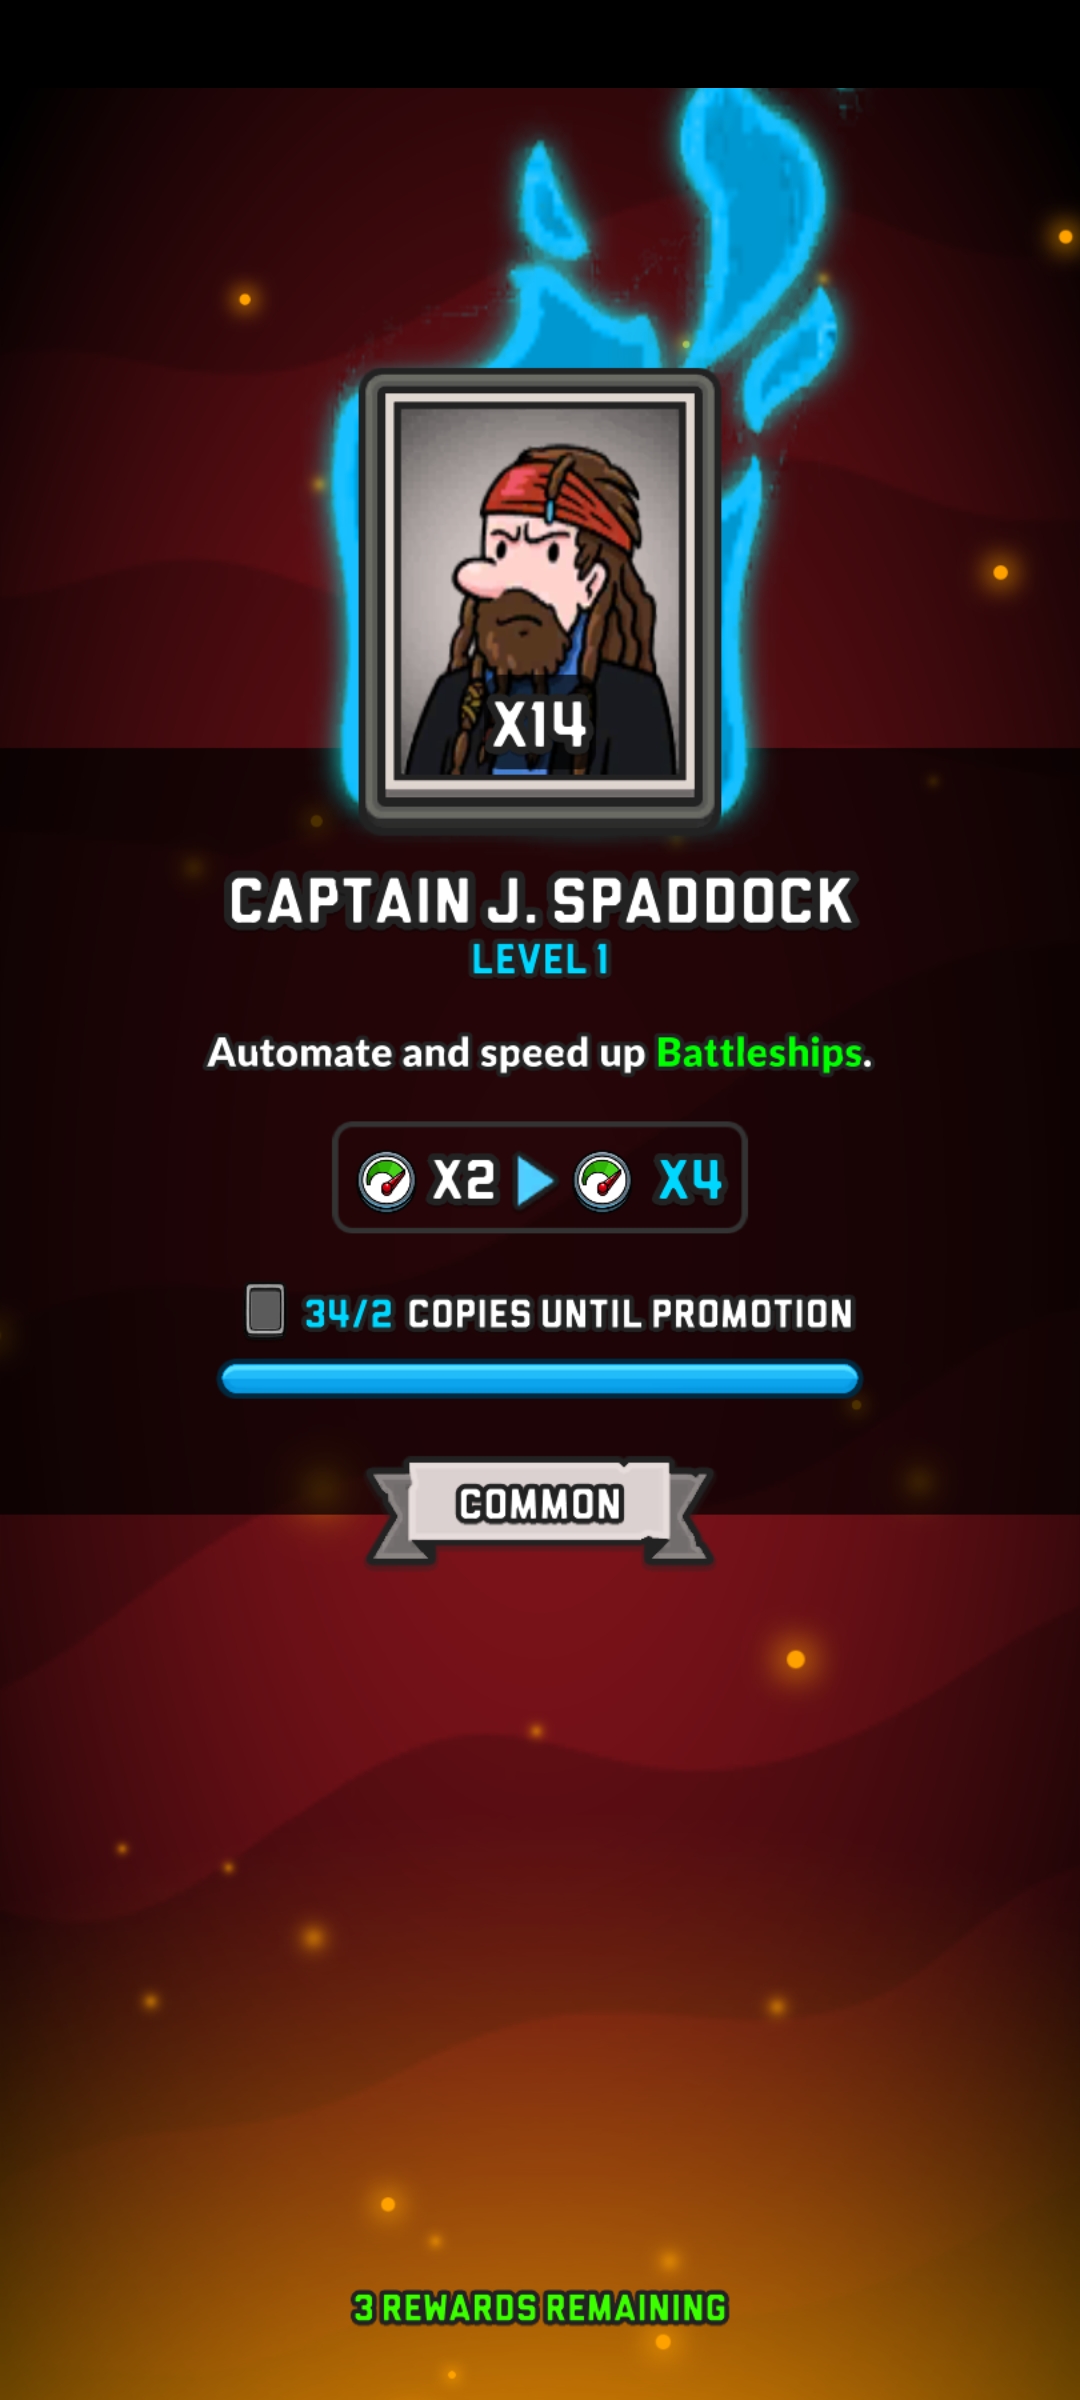 X14
CAPTAIN J. SPADDOCK
LEVEL 1
Automate and speed up Battleships.
X2 X4
34/2 COPIES UNTIL PROMOTION
COMMON
3 REWARDS REMAINING